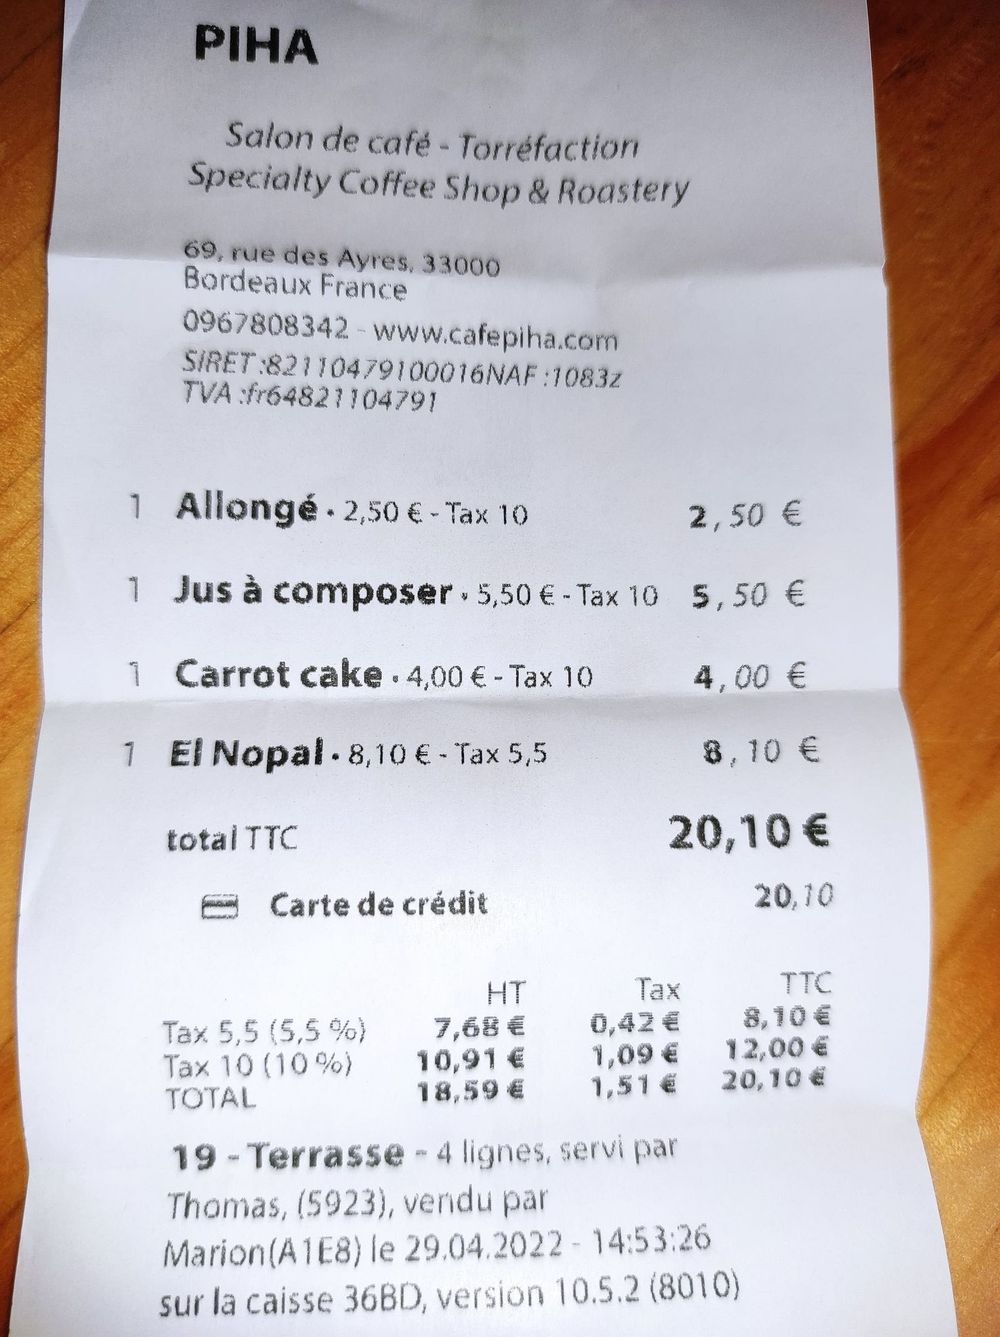 PIHA
Salon de café - Torréfaction
Specialty Coffee Shop & Roastery
69, rue des Ayres, 33000
Bordeaux France
0967808342 - www.cafepiha.com
SIRET :82110479100016NAF :1083z
TVA :fr64821104791
1 Allongé · 2,50 € - Tax 10 2,50 €
1 Jus à composer · 5,50 € - Tax 10 5,50 €
1 Carrot cake · 4,00 € - Tax 10 4,00 €
1 El Nopal · 8,10 € - Tax 5,5 8,10 €
total TTC 20,10 €
Carte de crédit 20,10
HT Tax TTC
Tax 5,5 (5,5 %) 7,68 € 0,42 € 8,10 €
Tax 10 (10 %) 10,91 € 1,09 € 12,00 €
TOTAL 18,59 € 1,51 € 20,10 €
19 - Terrasse - 4 lignes, servi par
Thomas, (5923), vendu par
Marion(A1E8) le 29.04.2022 - 14:53:26
sur la caisse 36BD, version 10.5.2 (8010)